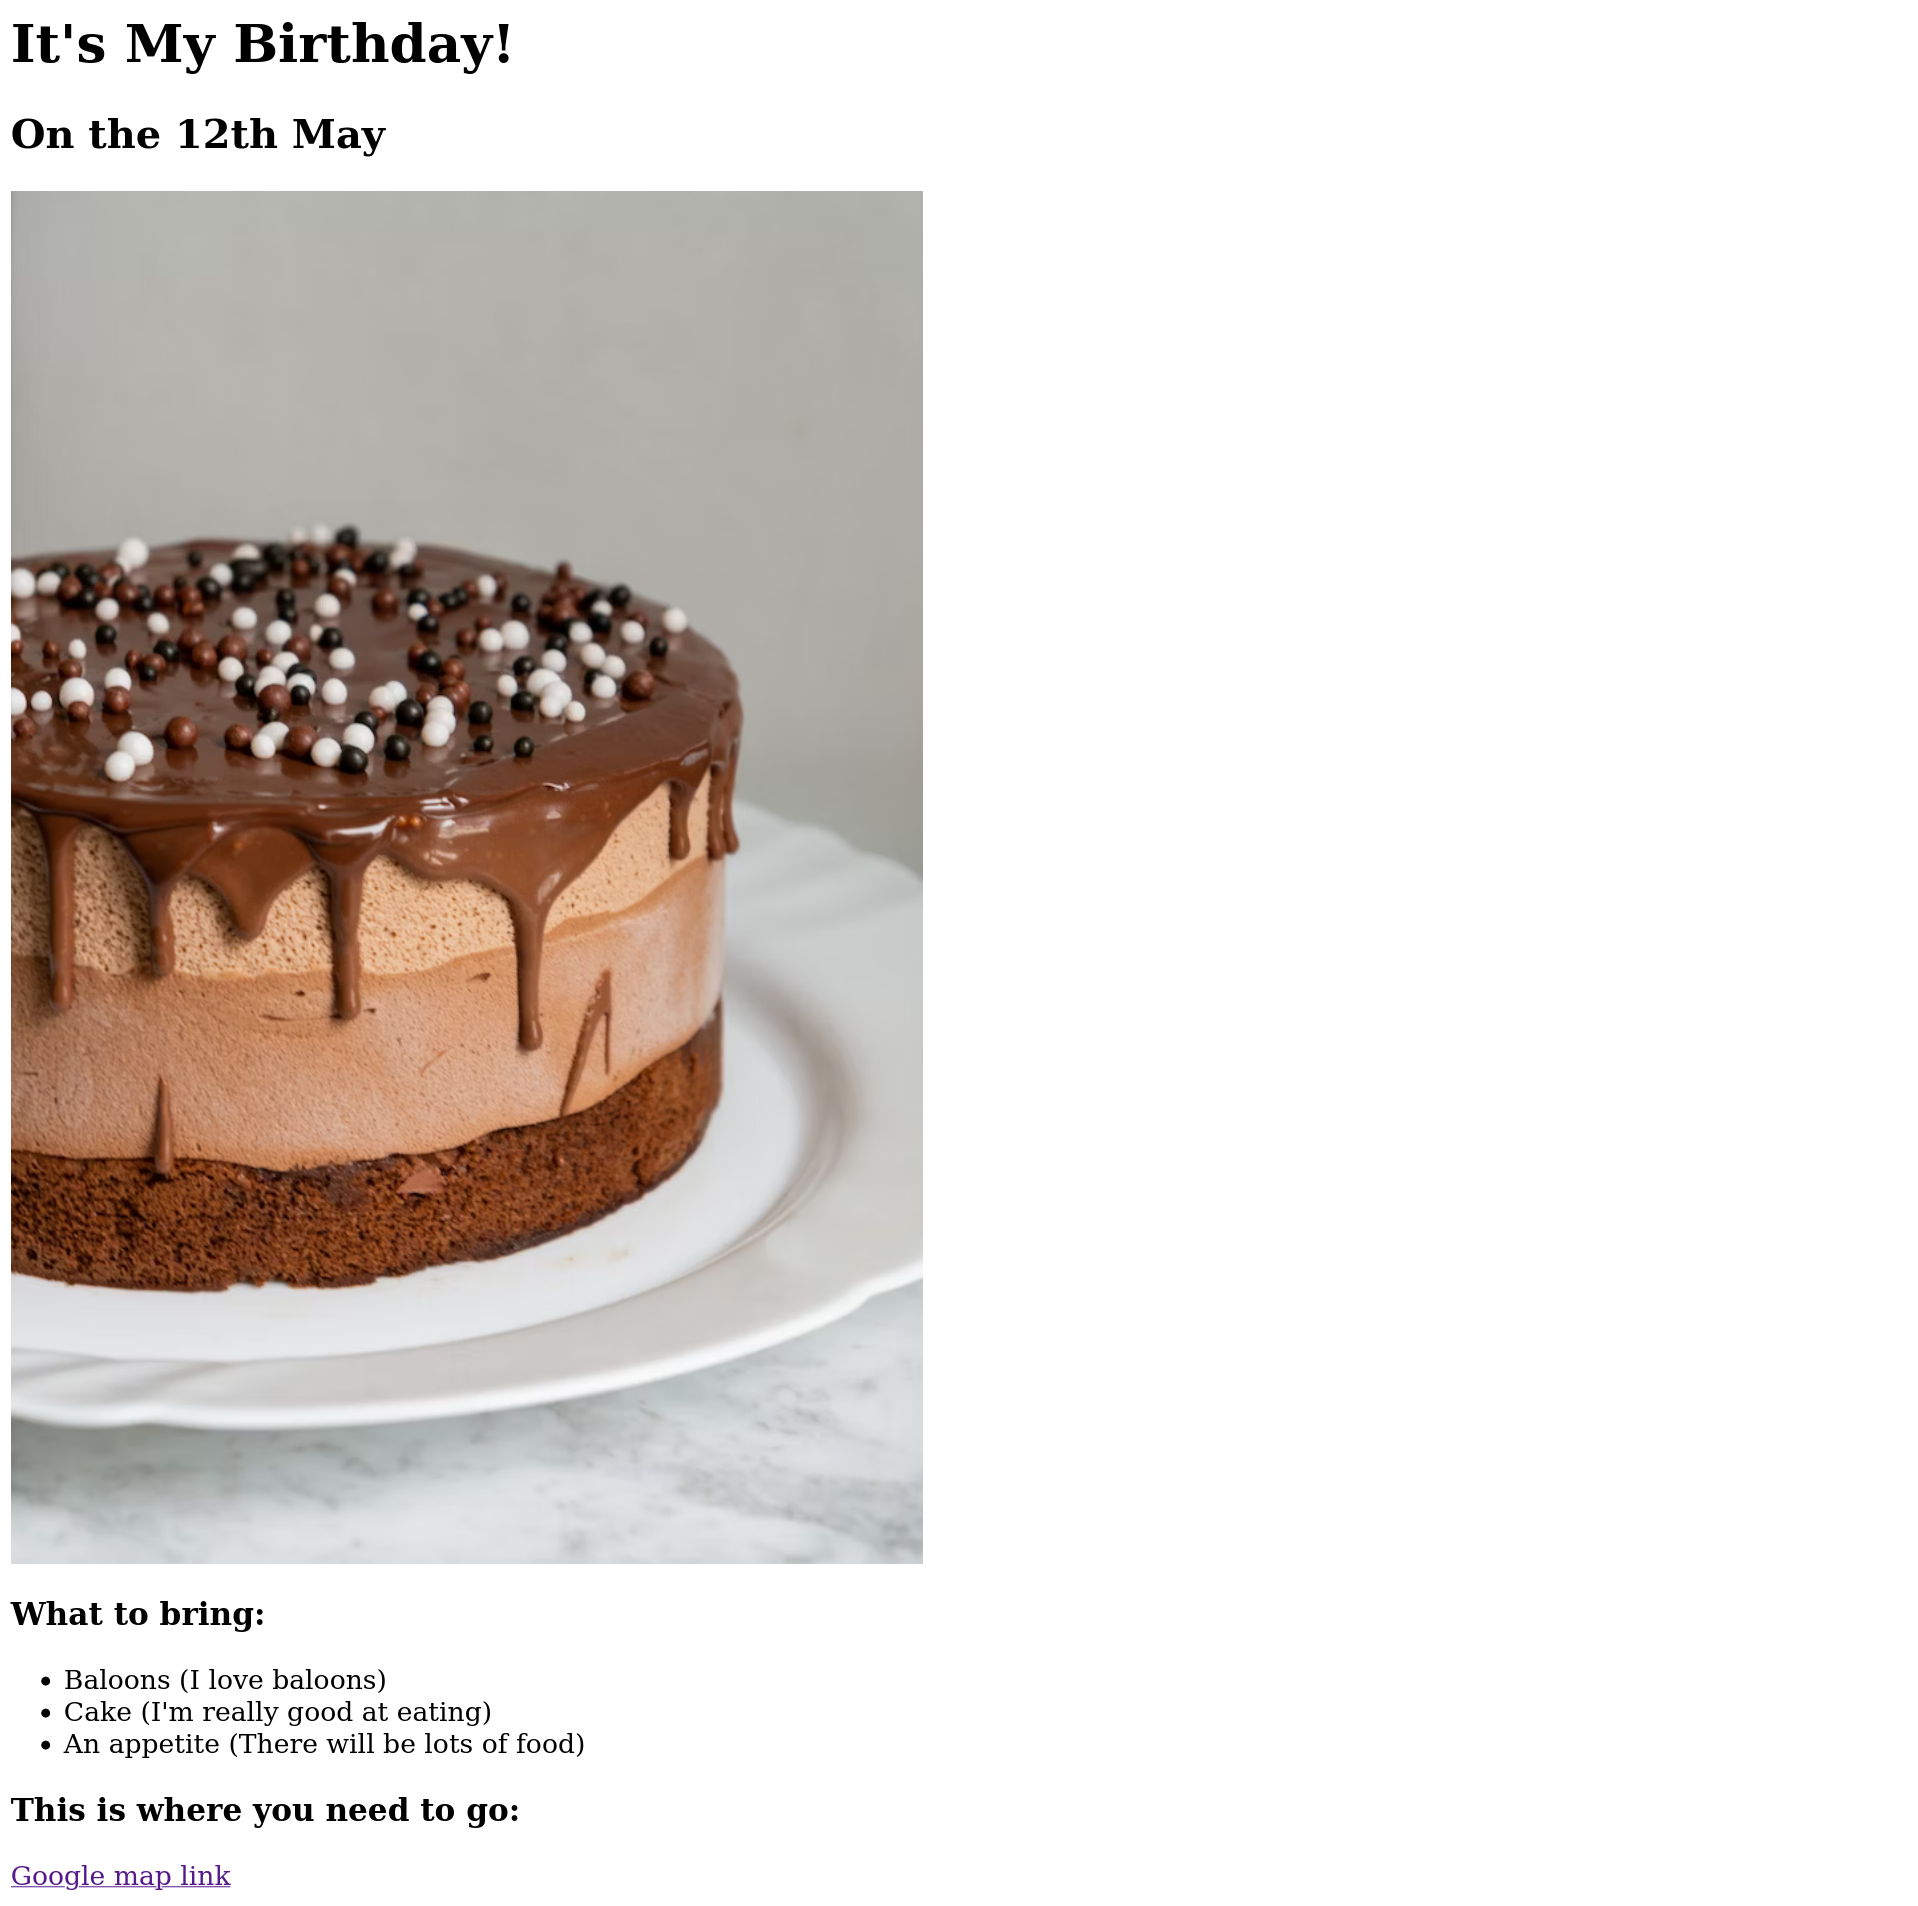 It's My Birthday!
On the 12th May
What to bring:
Baloons (I love baloons)
Cake (I'm really good at eating)
An appetite (There will be lots of food)
This is where you need to go:
Google map link